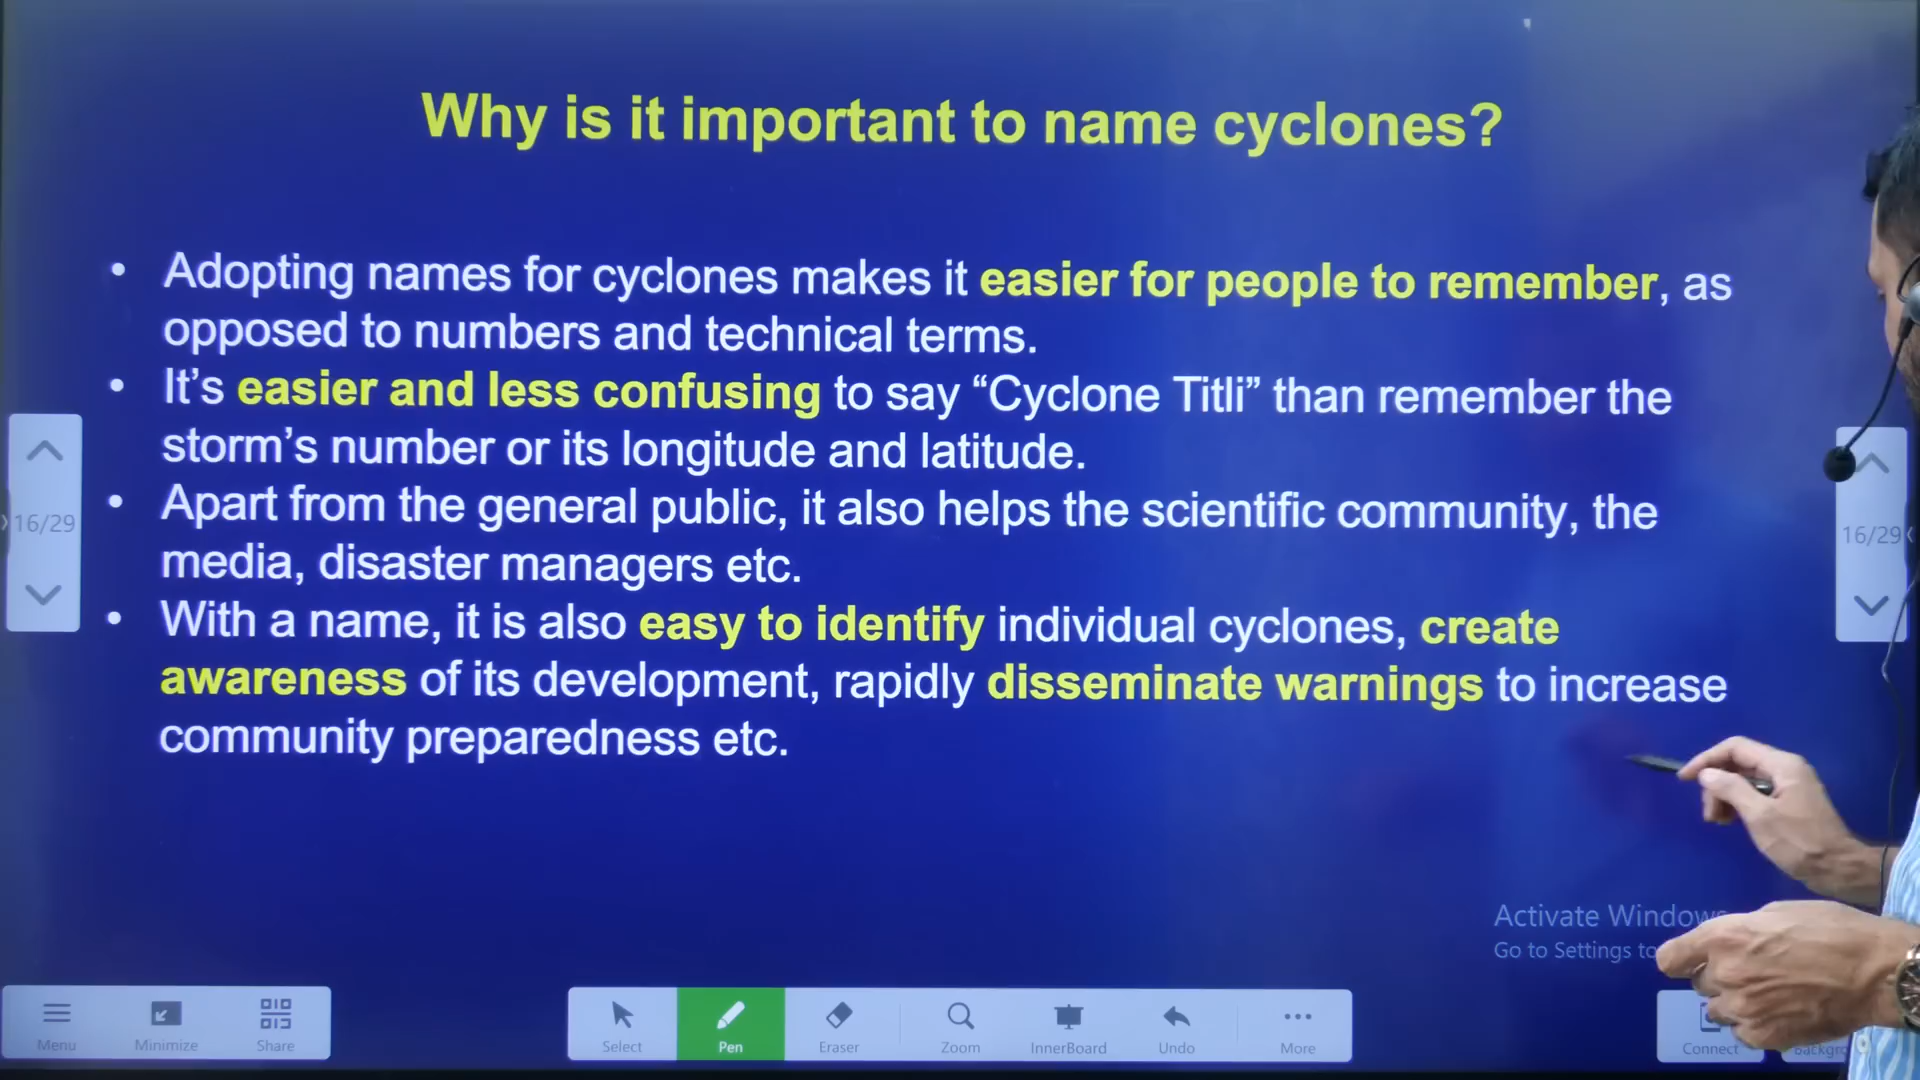 Why is it important to name cyclones?
• Adopting names for cyclones makes it easier for people to remember, as
opposed to numbers and technical terms.
• It’s easier and less confusing to say “Cyclone Titli” than remember the
storm’s number or its longitude and latitude.
• Apart from the general public, it also helps the scientific community, the
media, disaster managers etc.
• With a name, it is also easy to identify individual cyclones, create
awareness of its development, rapidly disseminate warnings to increase
community preparedness etc.
16/29
16/29
Activate Windows
Go to Settings to
Menu Minimize Share
Select Pen Eraser Zoom InnerBoard Undo More
Connect